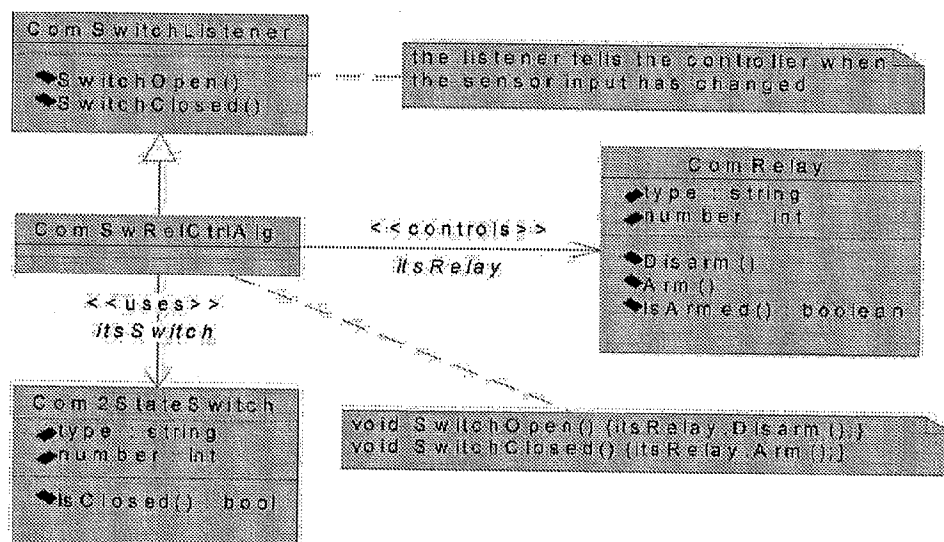 ComSwitchListener
SwitchOpen()
SwitchClosed()
the listener tells the controller when
the sensor input has changed
ComRelay
type : string
number : int
Disarm()
Arm()
IsArmed() : boolean
ComSwRelCtrlAlg
<<controls>>
itsRelay
<<uses>>
itsSwitch
Com2StateSwitch
type : string
number : int
IsClosed() : bool
void SwitchOpen() {itsRelay.Disarm();}
void SwitchClosed() {itsRelay.Arm();}